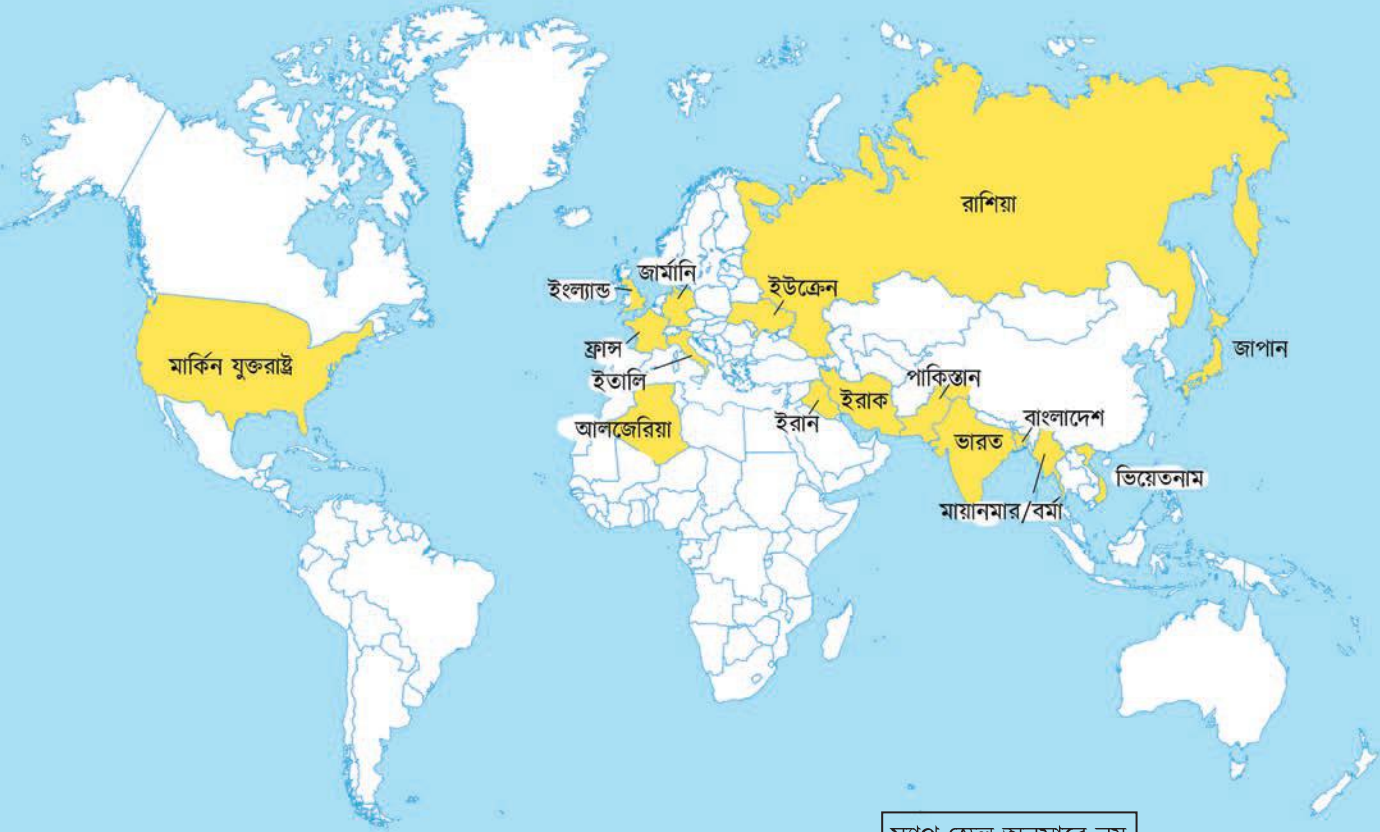 রাশিয়া
জার্মানি
ইংল্যান্ড
ইউক্রেন
ফ্রান্স
ইতালি
মার্কিন যুক্তরাষ্ট্র
জাপান
পাকিস্তান
ইরাক
ইরান
বাংলাদেশ
আলজেরিয়া
ভারত
ভিয়েতনাম
মায়ানমার/বর্মা